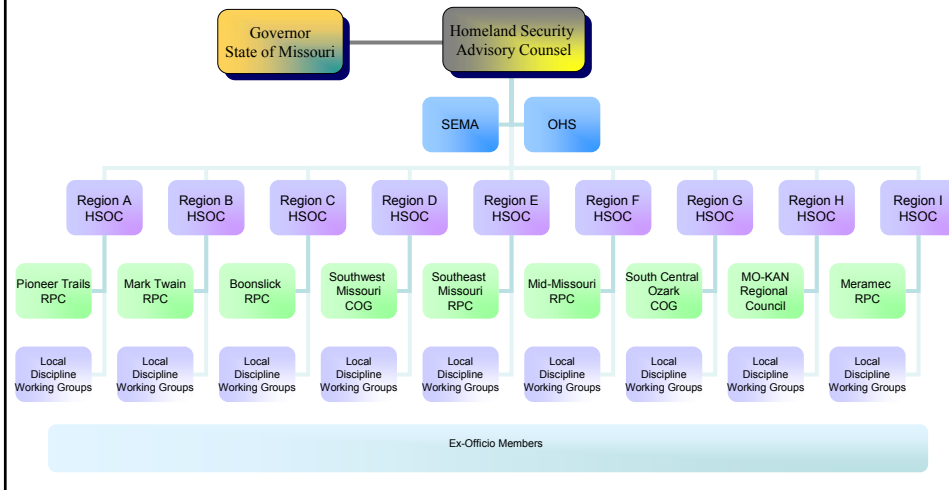 Governor
State of Missouri
Homeland Security
Advisory Counsel
SEMA
OHS
Region A
HSOC
Region B
HSOC
Region C
HSOC
Region D
HSOC
Region E
HSOC
Region F
HSOC
Region G
HSOC
Region H
HSOC
Region I
HSOC
Pioneer Trails
RPC
Mark Twain
RPC
Boonslick
RPC
Southwest
Missouri
COG
Southeast
Missouri
RPC
Mid-Missouri
RPC
South Central
Ozark
COG
MO-KAN
Regional
Council
Meramec
RPC
Local
Discipline
Working Groups
Local
Discipline
Working Groups
Local
Discipline
Working Groups
Local
Discipline
Working Groups
Local
Discipline
Working Groups
Local
Discipline
Working Groups
Local
Discipline
Working Groups
Local
Discipline
Working Groups
Local
Discipline
Working Groups
Ex-Officio Members